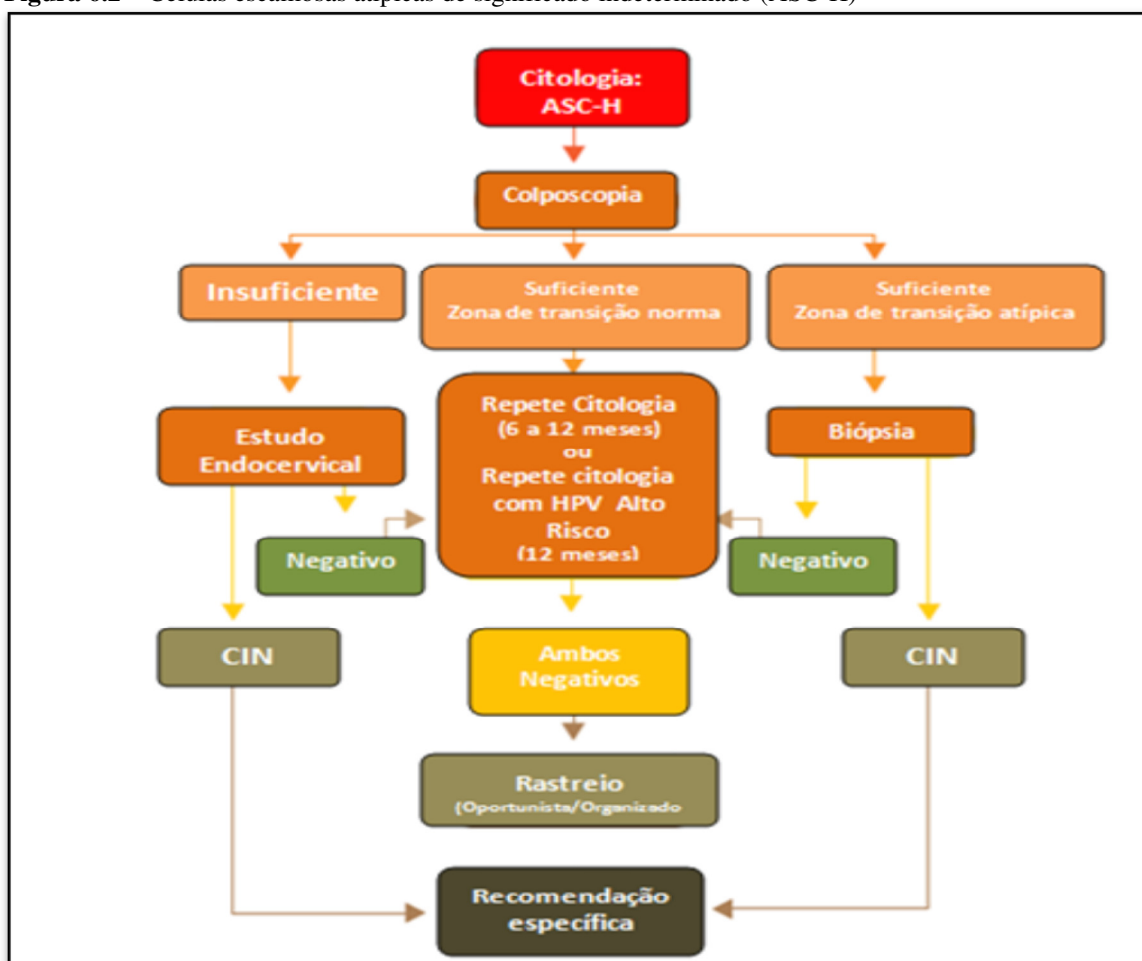 Citologia:
ASC-H
Colposcopia
Insuficiente
Suficiente
Zona de transição norma
Suficiente
Zona de transição atípica
Estudo
Endocervical
Repete Citologia
(6 a 12 meses)
ou
Repete citologia
com HPV Alto
Risco
(12 meses)
Biópsia
Negativo
Negativo
CIN
Ambos
Negativos
CIN
Rastreio
(Oportunista/Organizado
Recomendação
específica